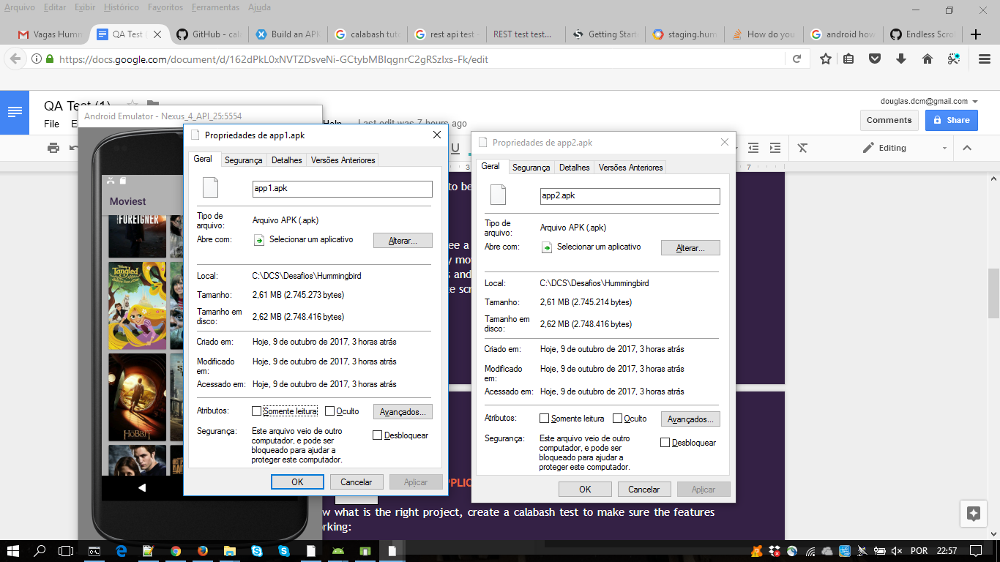 Arquivo Editar Exibir Histórico Favoritos Ferramentas Ajuda
Vagas Humm
QA Test (
GitHub - cal
Build an API
calabash tut
rest api test -
REST test test...
Getting Start
staging.hum
How do you
android how
Endless Scro
https://docs.google.com/document/d/162dPkL0xNVTZDsveNi-GCtybMBIqgnrC2gRSzIxs-Fk/edit
QA Test (1)
douglas.dcm@gmail.com
File
Help
Last edit was 7 hours ago
Comments
Share
Editing
Android Emulator - Nexus_4_API_25:5554
Moviest
FOREIGNER
Tangled
THE HOBBIT
Propriedades de app1.apk
Geral Segurança Detalhes Versões Anteriores
app1.apk
Tipo de
arquivo:
Arquivo APK (.apk)
Abre com:
Selecionar um aplicativo
Alterar...
Local:
C:\DCS\Desafios\Hummingbird
Tamanho:
2,61 MB (2.745.273 bytes)
Tamanho em
disco:
2,62 MB (2.748.416 bytes)
Criado em:
Hoje, 9 de outubro de 2017, 3 horas atrás
Modificado
em:
Hoje, 9 de outubro de 2017, 3 horas atrás
Acessado em:
Hoje, 9 de outubro de 2017, 3 horas atrás
Atributos:
Somente leitura
Oculto
Avançados...
Segurança:
Este arquivo veio de outro
computador, e pode ser
bloqueado para ajudar a
proteger este computador.
Desbloquear
OK
Cancelar
Aplicar
Propriedades de app2.apk
Geral Segurança Detalhes Versões Anteriores
app2.apk
Tipo de
arquivo:
Arquivo APK (.apk)
Abre com:
Selecionar um aplicativo
Alterar...
Local:
C:\DCS\Desafios\Hummingbird
Tamanho:
2,61 MB (2.745.214 bytes)
Tamanho em
disco:
2,62 MB (2.748.416 bytes)
Criado em:
Hoje, 9 de outubro de 2017, 3 horas atrás
Modificado
em:
Hoje, 9 de outubro de 2017, 3 horas atrás
Acessado em:
Hoje, 9 de outubro de 2017, 3 horas atrás
Atributos:
Somente leitura
Oculto
Avançados...
Segurança:
Este arquivo veio de outro
computador, e pode ser
bloqueado para ajudar a
proteger este computador.
Desbloquear
OK
Cancelar
Aplicar
3
7
to be
ee a
y mov
s and
ke scr
PPLIC
ow what is the right project, create a calabash test to make sure the features
orking:
POR 22:57